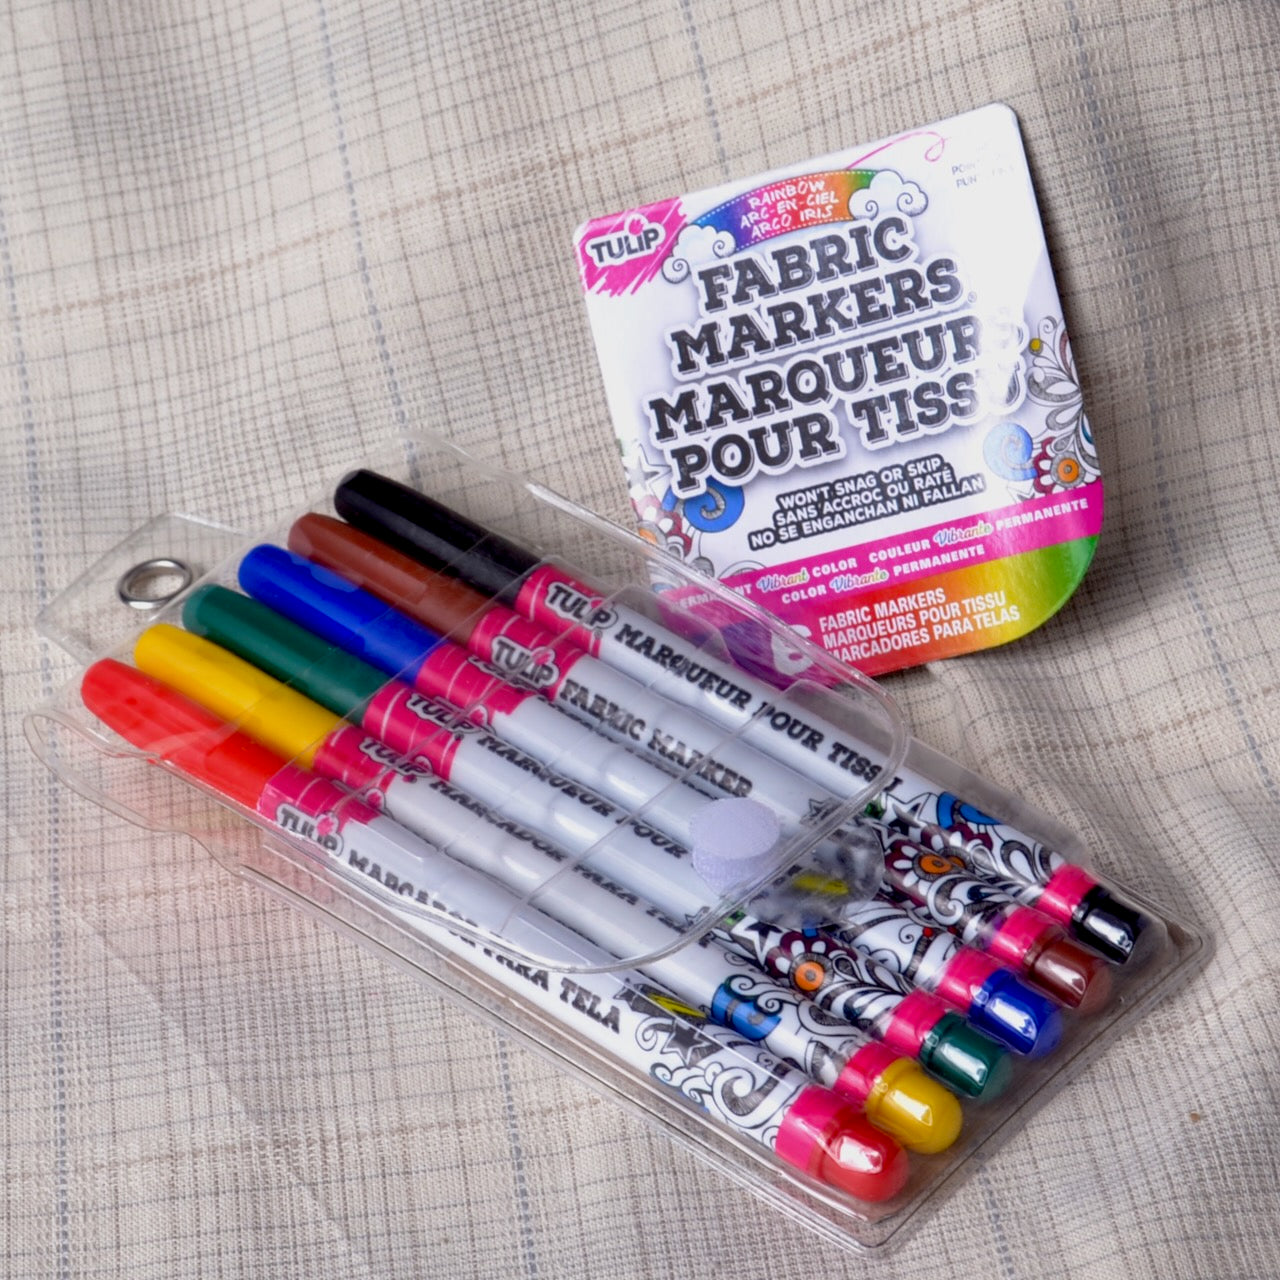 TULIP
RAINBOW
ARC-EN-CIEL
ARCO IRIS
FABRIC
MARKERS
MARQUEURS
POUR TISSU
WON'T SNAG OR SKIP
SANS ACCROC OU RATÉ
NO SE ENGANCHAN NI FALLAN
Vibrant COLOR COULEUR Vibrante PERMANENTE
COLOR Vibrante PERMANENTE
6
FABRIC MARKERS
MARQUEURS POUR TISSU
MARCADORES PARA TELAS
TULIP MARQUEUR POUR TISSU
TULIP FABRIC MARKER
TULIP MARQUEUR POUR
TULIP MARCADOR PARA
TULIP MARCADOR PARA TELA